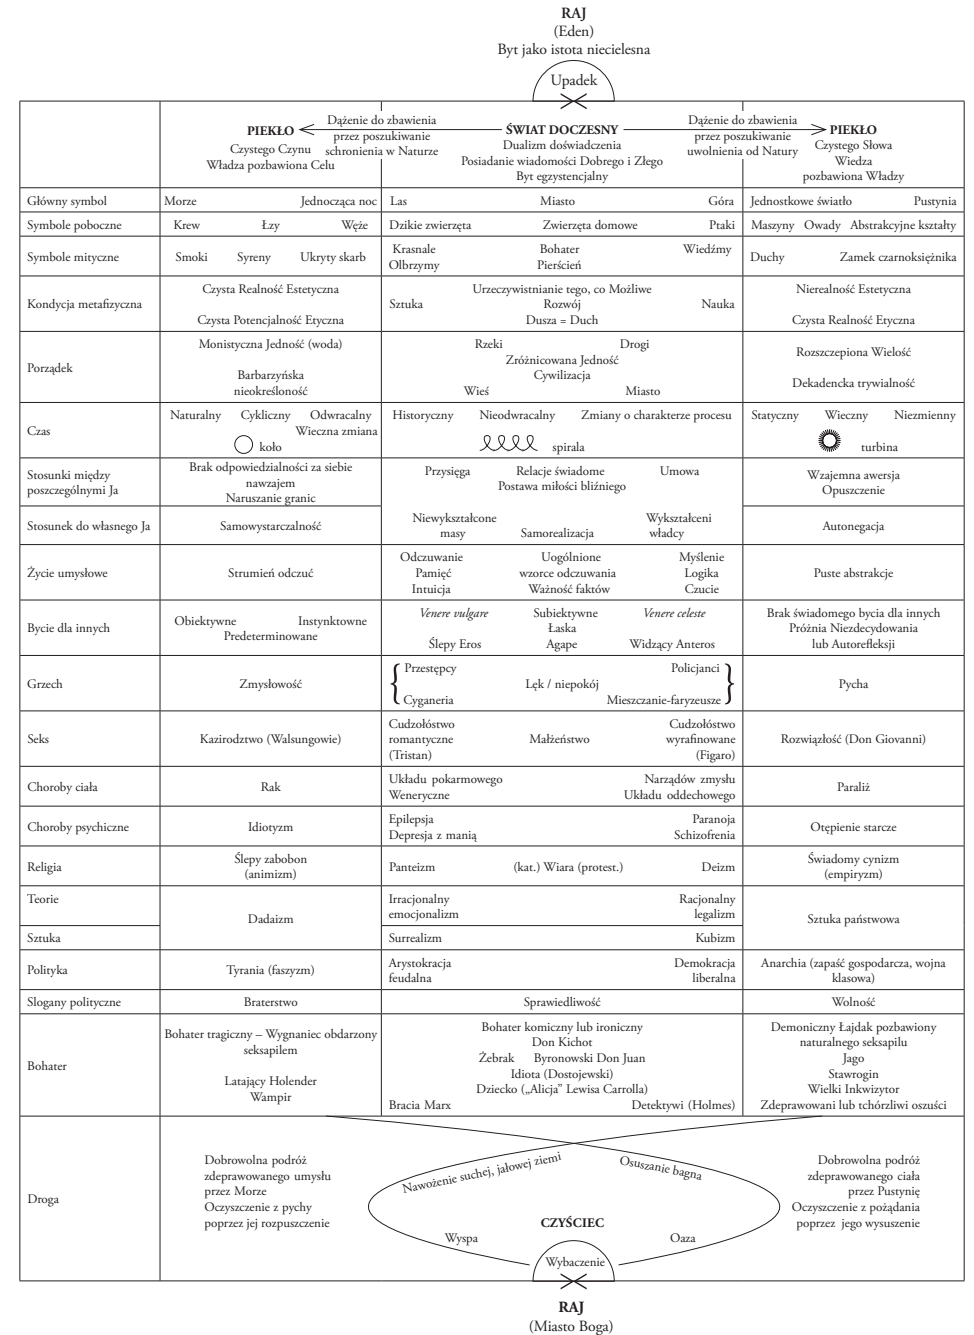 RAJ
(Eden)
Byt jako istota niecielesna
Upadek
PIEKŁO
Czystego Czynu
Władza pozbawiona Celu
Dążenie do zbawienia
przez poszukiwanie
schronienia w Naturze
ŚWIAT DOCZESNY
Dualizm doświadczenia
Posiadanie wiadomości Dobrego i Złego
Byt egzystencjalny
Dążenie do zbawienia
przez poszukiwanie
uwolnienia od Natury
PIEKŁO
Czystego Słowa
Wiedza
pozbawiona Władzy
Główny symbol
Morze Jednocząca noc
Las Miasto Góra
Jednostkowe światło Pustynia
Symbole poboczne
Krew Łzy Węże
Dzikie zwierzęta Zwierzęta domowe Ptaki
Maszyny Owady Abstrakcyjne kształty
Symbole mityczne
Smoki Syreny Ukryty skarb
Krasnale Bohater Wiedźmy
Olbrzymy Pierścień
Duchy Zamek czarnoksiężnika
Kondycja metafizyczna
Czysta Realność Estetyczna
Czysta Potencjalność Etyczna
Urzeczywistnianie tego, co Możliwe
Sztuka Rozwój Nauka
Dusza = Duch
Nierealność Estetyczna
Czysta Realność Etyczna
Porządek
Monistyczna Jedność (woda)
Barbarzyńska
nieokreśloność
Rzeki Drogi
Zróżnicowana Jedność
Cywilizacja
Wieś Miasto
Rozszczepiona Wielość
Dekadencka trywialność
Czas
Naturalny Cykliczny Odwracalny
Wieczna zmiana
koło
Historyczny Nieodwracalny Zmiany o charakterze procesu
spirala
Statyczny Wieczny Niezmienny
turbina
Stosunki między
poszczególnymi Ja
Brak odpowiedzialności za siebie
nawzajem
Naruszanie granic
Przysięga Relacje świadome Umowa
Postawa miłości bliźniego
Wzajemna awersja
Opuszczenie
Stosunek do własnego Ja
Samowystarczalność
Niewykształcone Wykształceni
masy Samorealizacja władcy
Autonegacja
Życie umysłowe
Strumień odczuć
Odczuwanie Uogólnione Myślenie
Pamięć wzorce odczuwania Logika
Intuicja Ważność faktów Czucie
Puste abstrakcje
Bycie dla innych
Obiektywne Instynktowne
Predeterminowane
Venere vulgare Subiektywne Venere celeste
Łaska
Ślepy Eros Agape Widzący Anteros
Brak świadomego bycia dla innych
Próżnia Niezdecydowania
lub Autorefleksji
Grzech
Zmysłowość
Przestępcy Policjanci
Lęk / niepokój
Cyganeria Mieszczanie-faryzeusze
Pycha
Seks
Kazirodztwo (Walsungowie)
Cudzołóstwo Cudzołóstwo
romantyczne Małżeństwo wyrafinowane
(Tristan) (Figaro)
Rozwiązłość (Don Giovanni)
Choroby ciała
Rak
Układu pokarmowego Narządów zmysłu
Weneryczne Układu oddechowego
Paraliż
Choroby psychiczne
Idiotyzm
Epilepsja Paranoja
Depresja z manią Schizofrenia
Otępienie starcze
Religia
Ślepy zabobon
(animizm)
Panteizm (kat.) Wiara (protest.) Deizm
Świadomy cynizm
(empiryzm)
Teorie
Dadaizm
Irracjonalny Racjonalny
emocjonalizm legalizm
Sztuka państwowa
Sztuka
Surrealizm Kubizm
Polityka
Tyrania (faszyzm)
Arystokracja Demokracja
feudalna liberalna
Anarchia (zapaść gospodarcza, wojna
klasowa)
Slogany polityczne
Braterstwo
Sprawiedliwość
Wolność
Bohater
Bohater tragiczny – Wygnaniec obdarzony
seksapilem
Latający Holender
Wampir
Bohater komiczny lub ironiczny
Don Kichot
Żebrak Byronowski Don Juan
Idiota (Dostojewski)
Dziecko („Alicja” Lewisa Carrolla)
Bracia Marx Detektywi (Holmes)
Demoniczny Łajdak pozbawiony
naturalnego seksapilu
Jago
Stawrogin
Wielki Inkwizytor
Zdeprawowani lub tchórzliwi oszuści
Droga
Dobrowolna podróż
zdeprawowanego umysłu
przez Morze
Oczyszczenie z pychy
poprzez jej rozpuszczenie
Nawożenie suchej, jałowej ziemi
Osuszanie bagna
CZYŚCIEC
Wyspa Oaza
Wybaczenie
Dobrowolna podróż
zdeprawowanego ciała
przez Pustynię
Oczyszczenie z pożądania
poprzez jego wysuszenie
RAJ
(Miasto Boga)